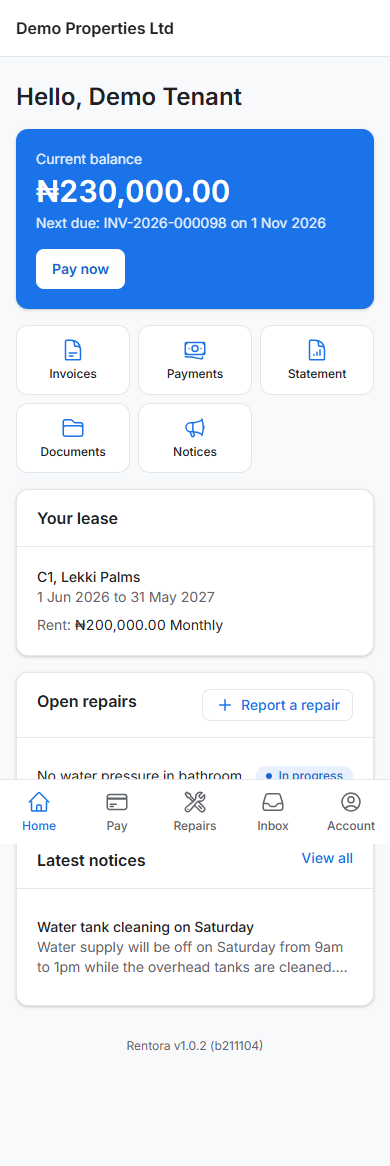 Demo Properties Ltd
Hello, Demo Tenant
Current balance
₦230,000.00
Next due: INV-2026-000098 on 1 Nov 2026
Pay now
Invoices
Payments
Statement
Documents
Notices
Your lease
C1, Lekki Palms
1 Jun 2026 to 31 May 2027
Rent: ₦200,000.00 Monthly
Open repairs
Report a repair
No water pressure in bathroom
In progress
Home
Pay
Repairs
Inbox
Account
Latest notices
View all
Water tank cleaning on Saturday
Water supply will be off on Saturday from 9am
to 1pm while the overhead tanks are cleaned....
Rentora v1.0.2 (b211104)